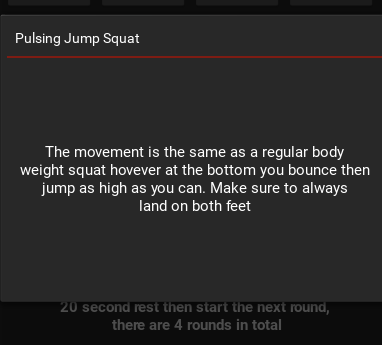 Pulsing Jump Squat
The movement is the same as a regular body
weight squat hovever at the bottom you bounce then
jump as high as you can. Make sure to always
land on both feet
20 second rest then start the next round,
there are 4 rounds in total